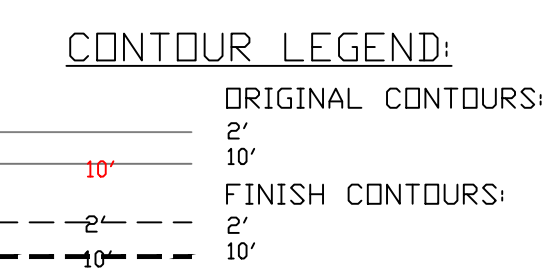 CONTOUR LEGEND:
ORIGINAL CONTOURS:
2'
10'
10'
FINISH CONTOURS:
2' 2'
10' 10'